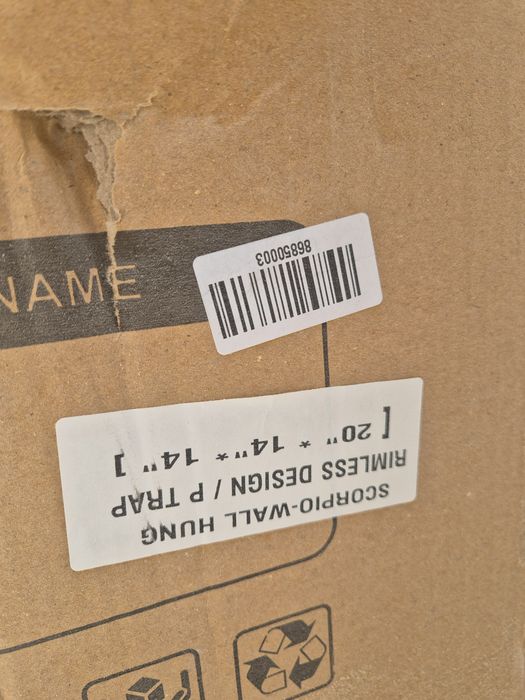 NAME
86850003
SCORPIO-WALL HUNG
RIMLESS DESIGN / P TRAP
[ 20" * 14"* 14" ]